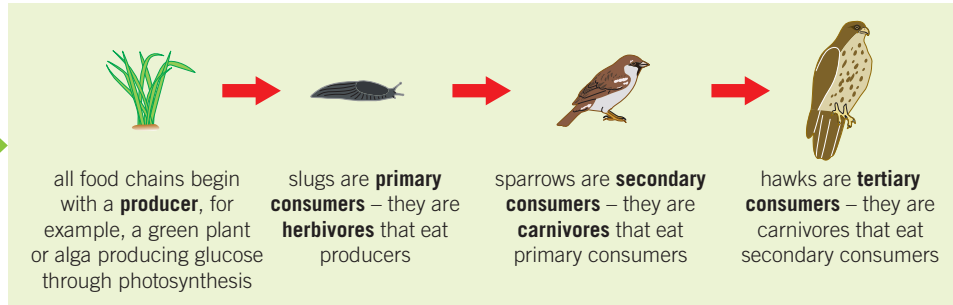 all food chains begin
with a producer, for
example, a green plant
or alga producing glucose
through photosynthesis
slugs are primary
consumers – they are
herbivores that eat
producers
sparrows are secondary
consumers – they are
carnivores that eat
primary consumers
hawks are tertiary
consumers – they are
carnivores that eat
secondary consumers